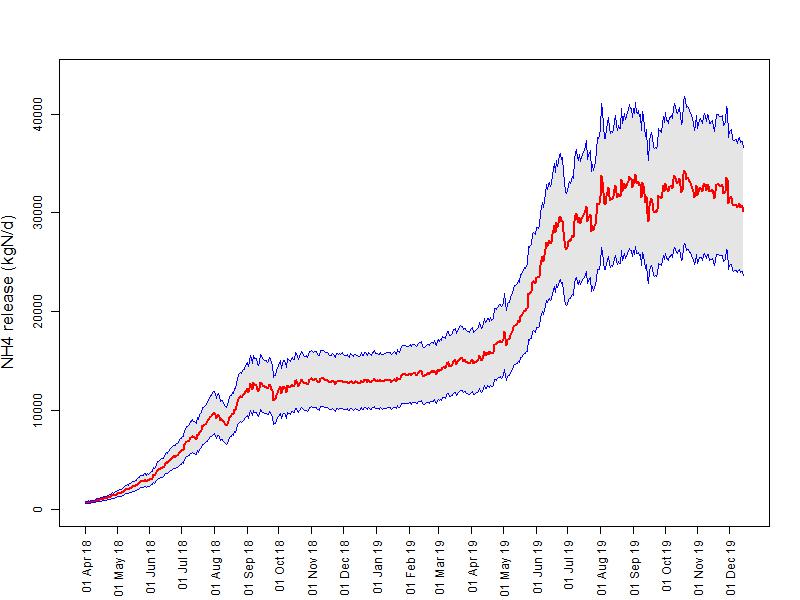 NH4 release (kgN/d)
40000
30000
20000
10000
0
01 Apr 18
01 May 18
01 Jun 18
01 Jul 18
01 Aug 18
01 Sep 18
01 Oct 18
01 Nov 18
01 Dec 18
01 Jan 19
01 Feb 19
01 Mar 19
01 Apr 19
01 May 19
01 Jun 19
01 Jul 19
01 Aug 19
01 Sep 19
01 Oct 19
01 Nov 19
01 Dec 19